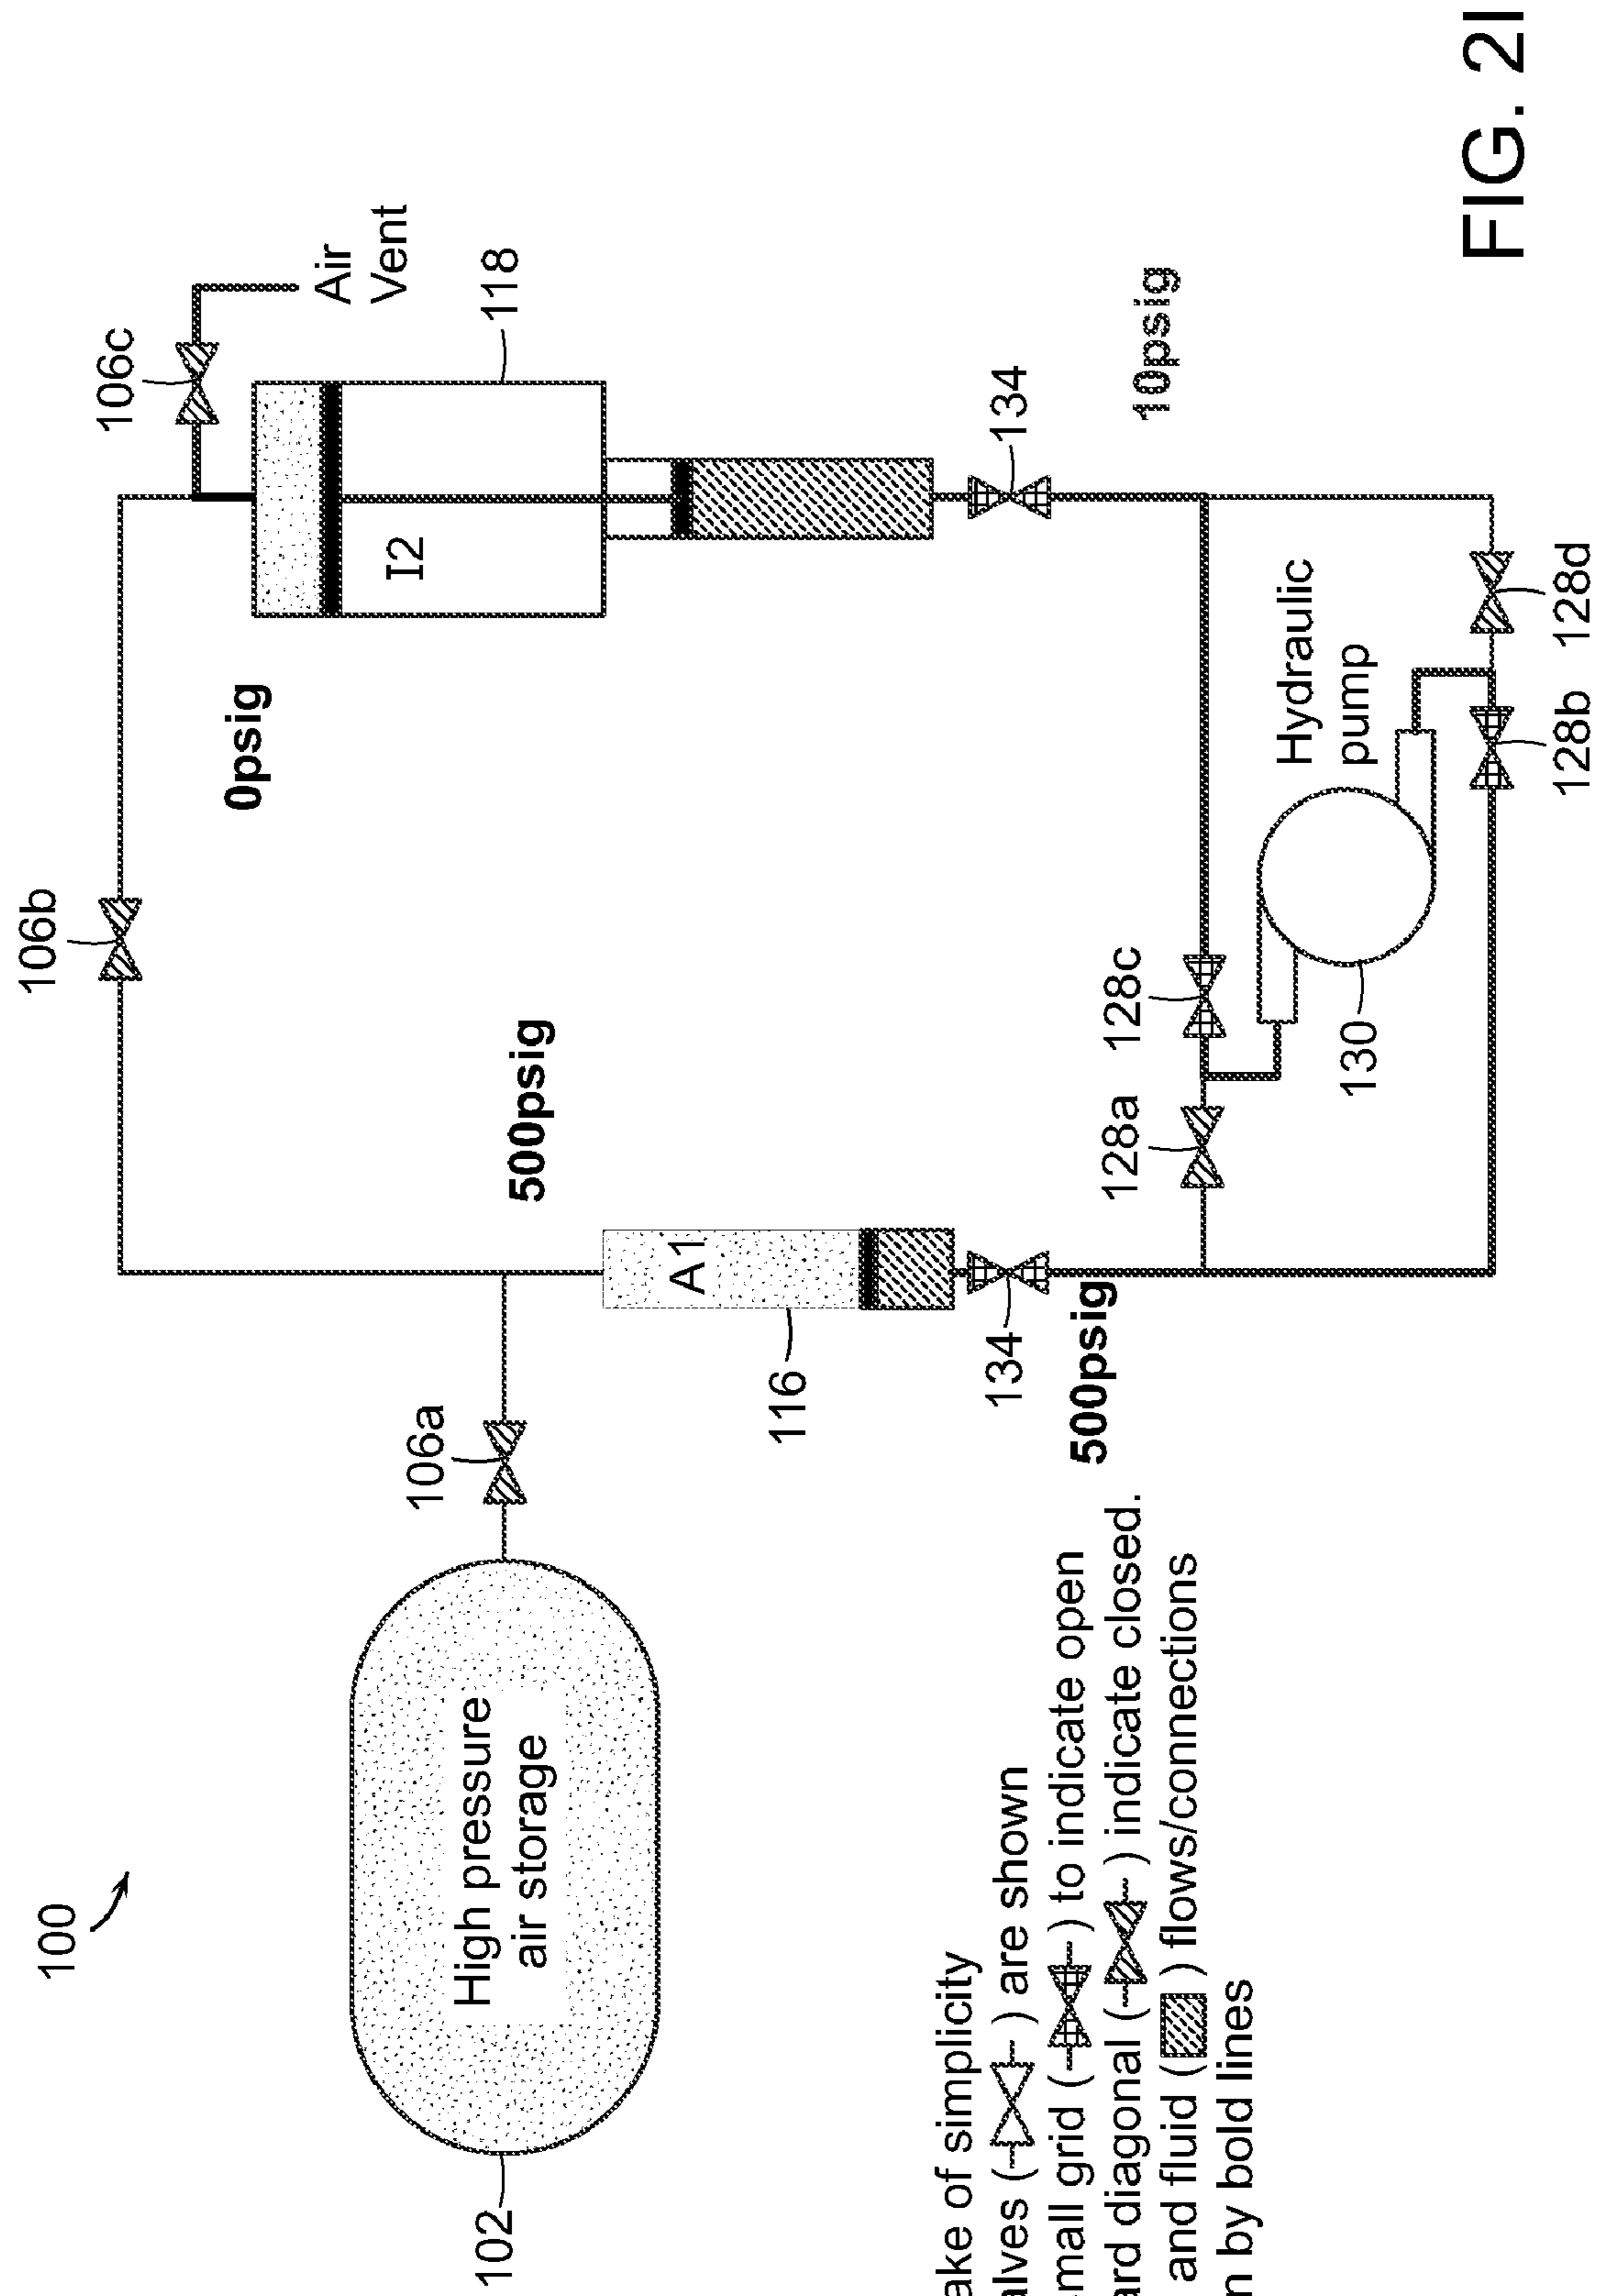 100
102
High pressure
air storage
106a
106b
106c
Air
Vent
118
I2
0psig
500psig
A1
116
134
500psig
134
10psig
128a
128c
Hydraulic
pump
130
128b
128d
ake of simplicity
alves ( ) are shown
mall grid ( ) to indicate open
ard diagonal ( ) indicate closed.
and fluid ( ) flows/connections
n by bold lines
FIG. 2I